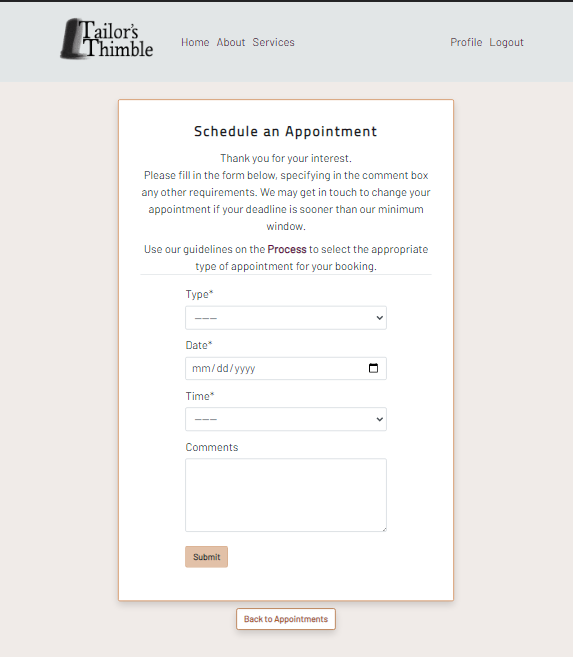 Tailor's
Thimble
Home About Services
Profile Logout
Schedule an Appointment
Thank you for your interest.
Please fill in the form below, specifying in the comment box
any other requirements. We may get in touch to change your
appointment if your deadline is sooner than our minimum
window.
Use our guidelines on the Process to select the appropriate
type of appointment for your booking.
Type*
---------
Date*
mm/dd/yyyy
Time*
---------
Comments
Submit
Back to Appointments